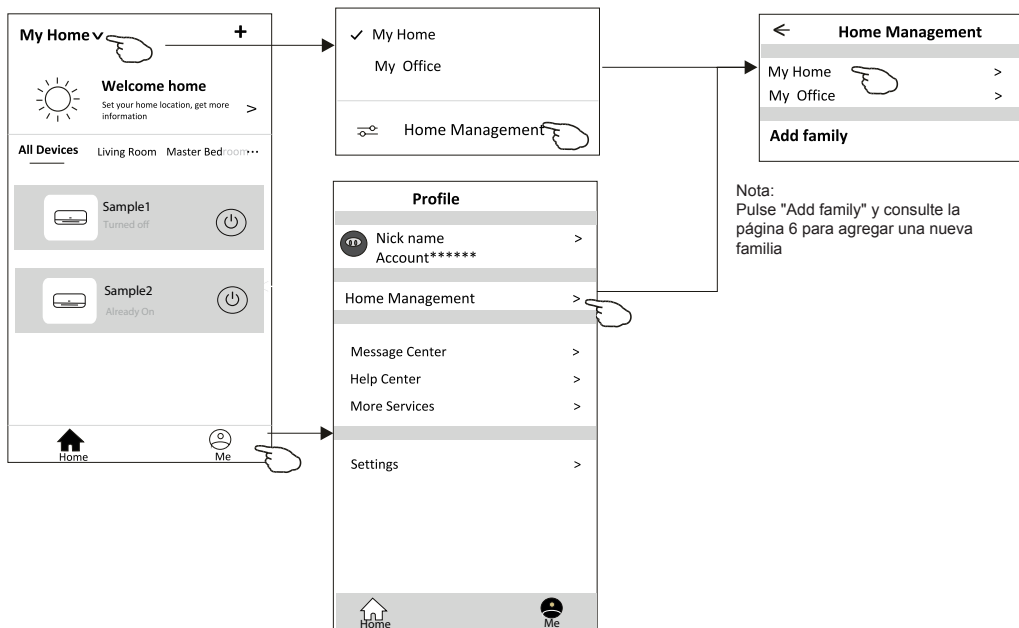 My Home
+
Welcome home
Set your home location, get more
information
>
All Devices Living Room Master Bedroom...
Sample1
Turned off
Sample2
Already On
Home
Me
✓ My Home
My Office
Home Management
Profile
Nick name >
Account******
Home Management >
Message Center >
Help Center >
More Services >
Settings >
Home
Me
← Home Management
My Home >
My Office >
Add family
Nota:
Pulse "Add family" y consulte la
página 6 para agregar una nueva
familia